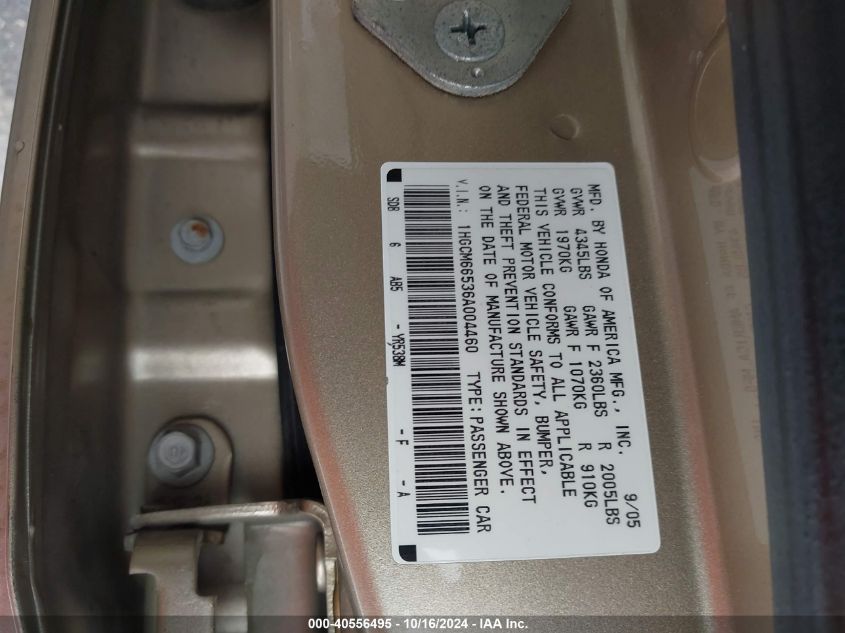 MFD. BY HONDA OF AMERICA MFG., INC. 9/05
GVWR 4345LBS GAWR F 2360LBS R 2005LBS
GVWR 1970KG GAWR F 1070KG R 910KG
THIS VEHICLE CONFORMS TO ALL APPLICABLE
FEDERAL MOTOR VEHICLE SAFETY, BUMPER,
AND THEFT PREVENTION STANDARDS IN EFFECT
ON THE DATE OF MANUFACTURE SHOWN ABOVE.
V.I.N.: 1HGCM66536A004460 TYPE:PASSENGER CAR
SDB 6 AB5 - YR538M - F - A
000-40556495 - 10/16/2024 - IAA Inc.